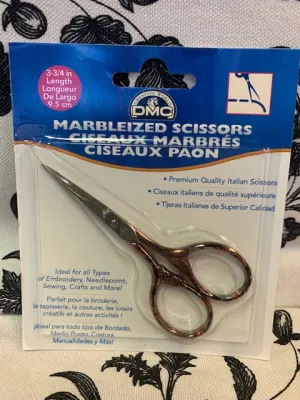 3-3/4 in
Length
Longueur
De Largo
9.5 cm
DMC
MARBLEIZED SCISSORS
CISEAUX MARBRÉS
CISEAUX PAON
• Premium Quality Italian Scissors
• Ciseaux italiens de qualité supérieure
• Tijeras Italianas de Superior Calidad
Ideal for all Types
of Embroidery, Needlepoint,
Sewing, Crafts and More!
Parfait pour la broderie,
la tapisserie, la couture, les loisirs
créatifs et autres activités !
¡Ideal para todo tipo de Bordado,
Medio Punto, Costura,
Manualidades y Más!